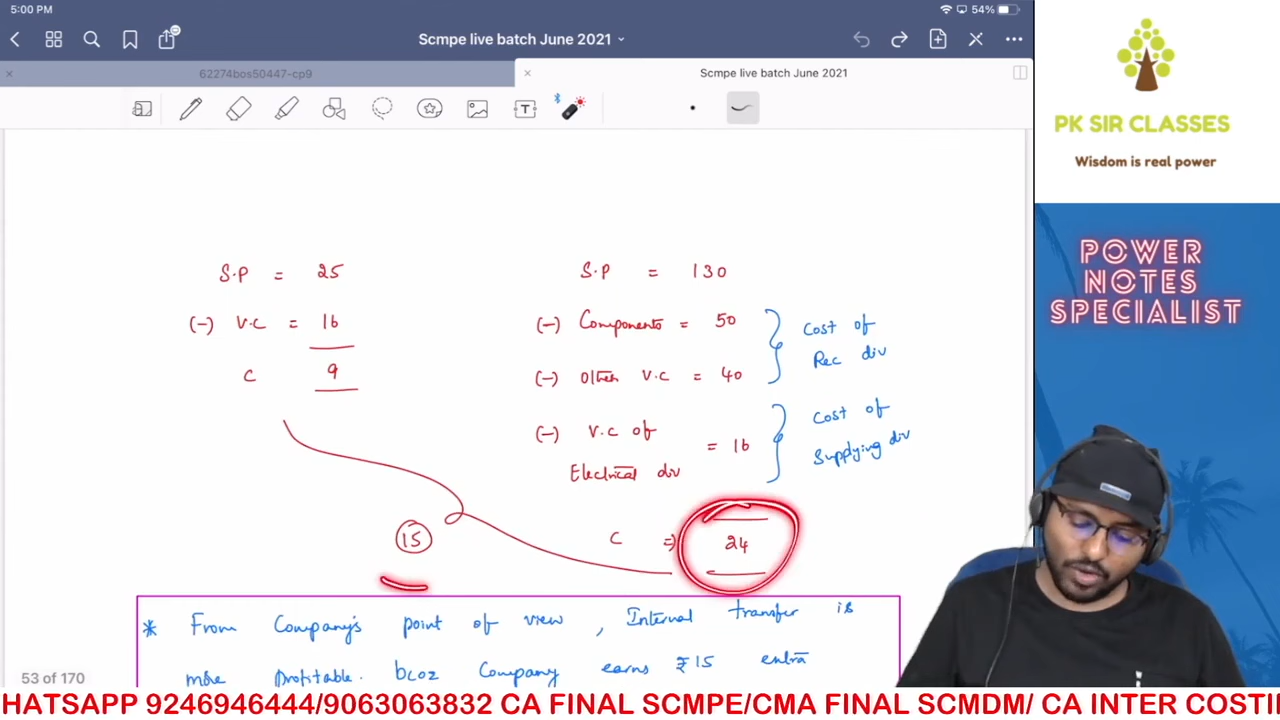 5:00 PM
54%
Scmpe live batch June 2021
62274bos50447-cp9
Scmpe live batch June 2021
T
S.P = 25
(-) V.C = 16
C 9
S.P = 130
(-) Components = 50
(-) Other V.C = 40
Cost of
Rec div
(-) V.C of
Electrical div = 16
Cost of
Supplying div
15
C => 24
* From Company's point of view, Internal transfer is
more profitable. bcoz Company earns ₹15 extra
53 of 170
PK SIR CLASSES
Wisdom is real power
POWER
NOTES
SPECIALIST
HATSAPP 9246946444/9063063832 CA FINAL SCMPE/CMA FINAL SCMDM/ CA INTER COSTI